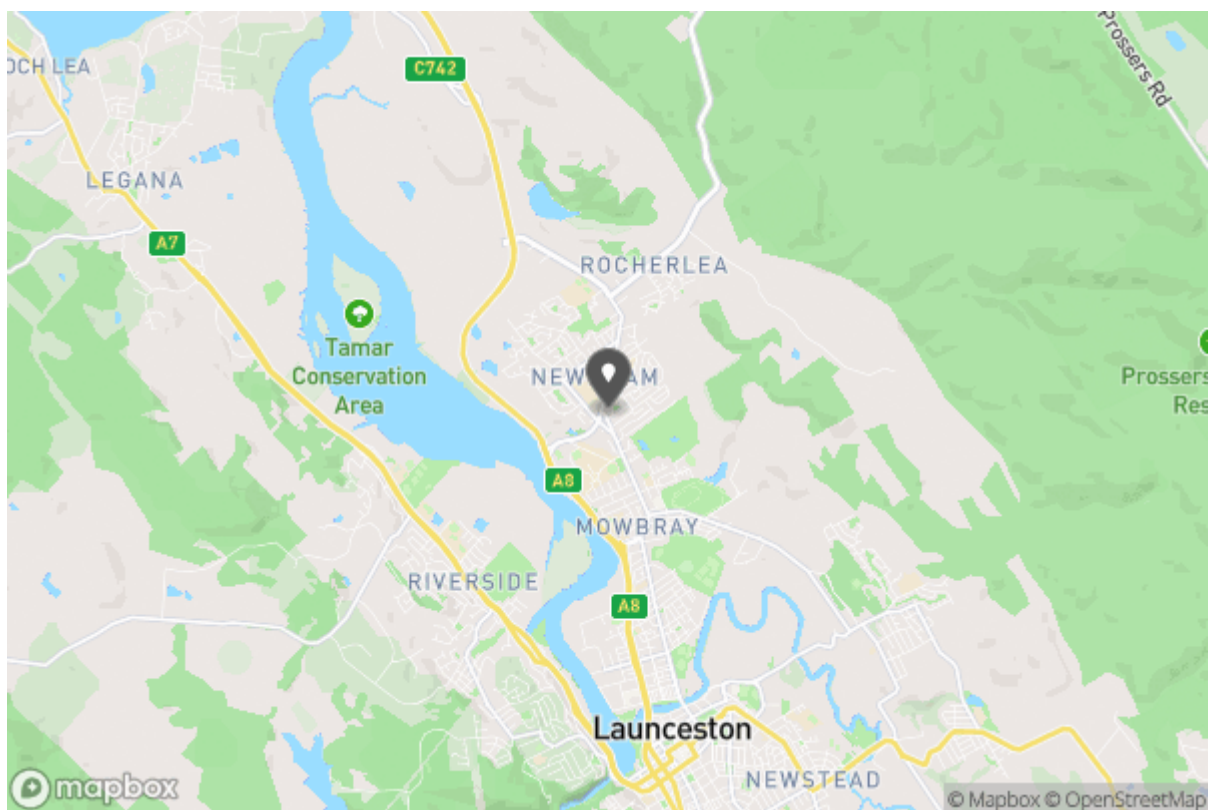 OCH LEA
C742
Prossers Rd
LEGANA
A7
ROCHERLEA
Tamar
Conservation
Area
NEW
AM
Prossers
Res
A8
MOWBRAY
RIVERSIDE
A8
Launceston
NEWSTEAD
mapbox
© Mapbox © OpenStreetMap